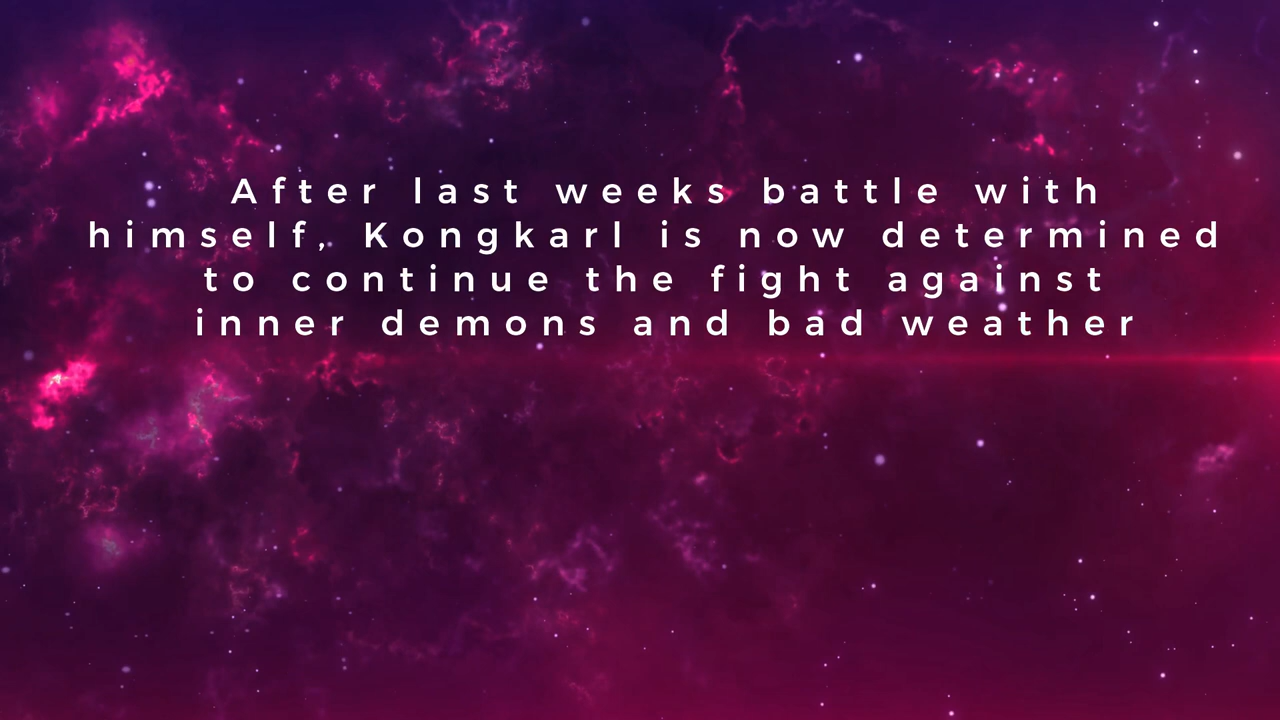 After last weeks battle with
himself, Kongkarl is now determined
to continue the fight against
inner demons and bad weather